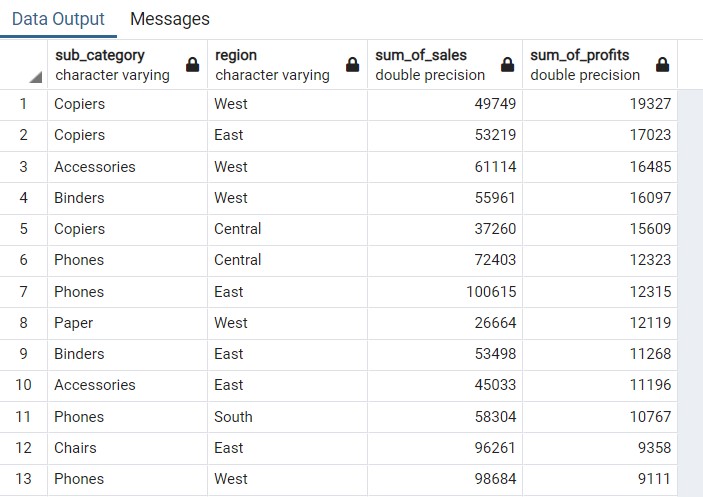 Data Output Messages
sub_category region sum_of_sales sum_of_profits
character varying character varying double precision double precision
1 Copiers West 49749 19327
2 Copiers East 53219 17023
3 Accessories West 61114 16485
4 Binders West 55961 16097
5 Copiers Central 37260 15609
6 Phones Central 72403 12323
7 Phones East 100615 12315
8 Paper West 26664 12119
9 Binders East 53498 11268
10 Accessories East 45033 11196
11 Phones South 58304 10767
12 Chairs East 96261 9358
13 Phones West 98684 9111